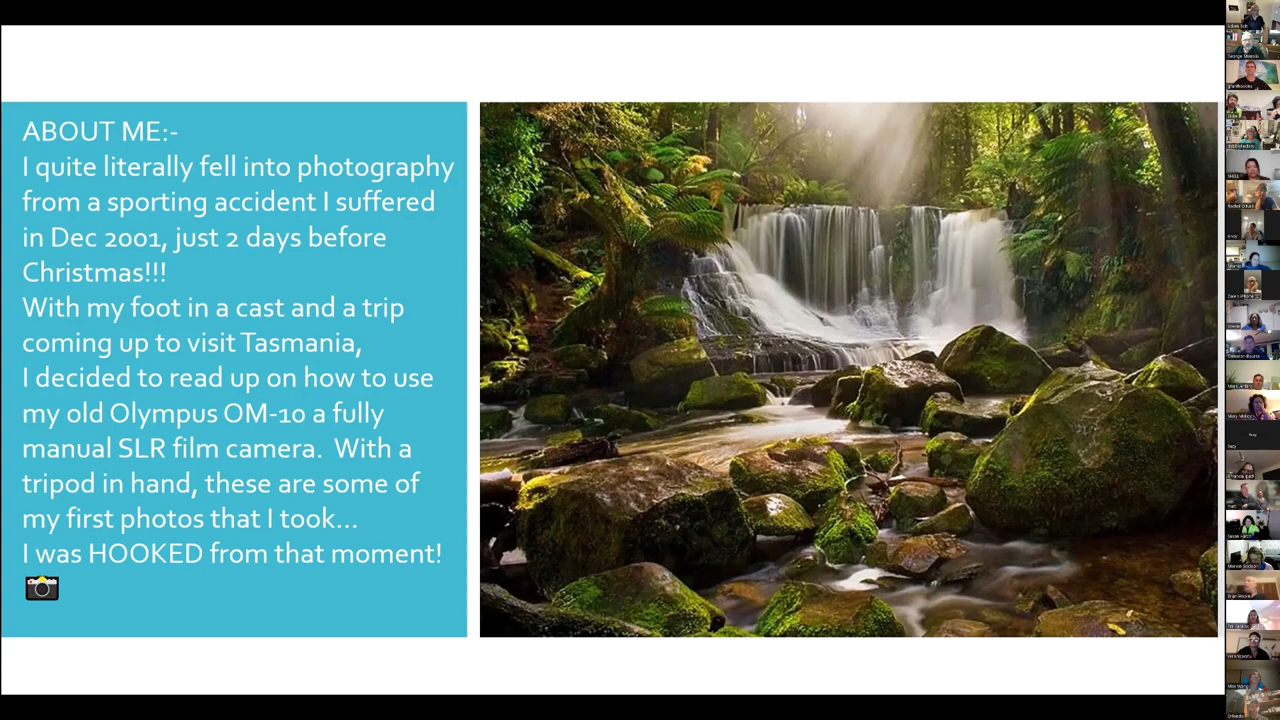 ABOUT ME:-
I quite literally fell into photography
from a sporting accident I suffered
in Dec 2001, just 2 days before
Christmas!!!
With my foot in a cast and a trip
coming up to visit Tasmania,
I decided to read up on how to use
my old Olympus OM-10 a fully
manual SLR film camera.  With a
tripod in hand, these are some of
my first photos that I took...
I was HOOKED from that moment!